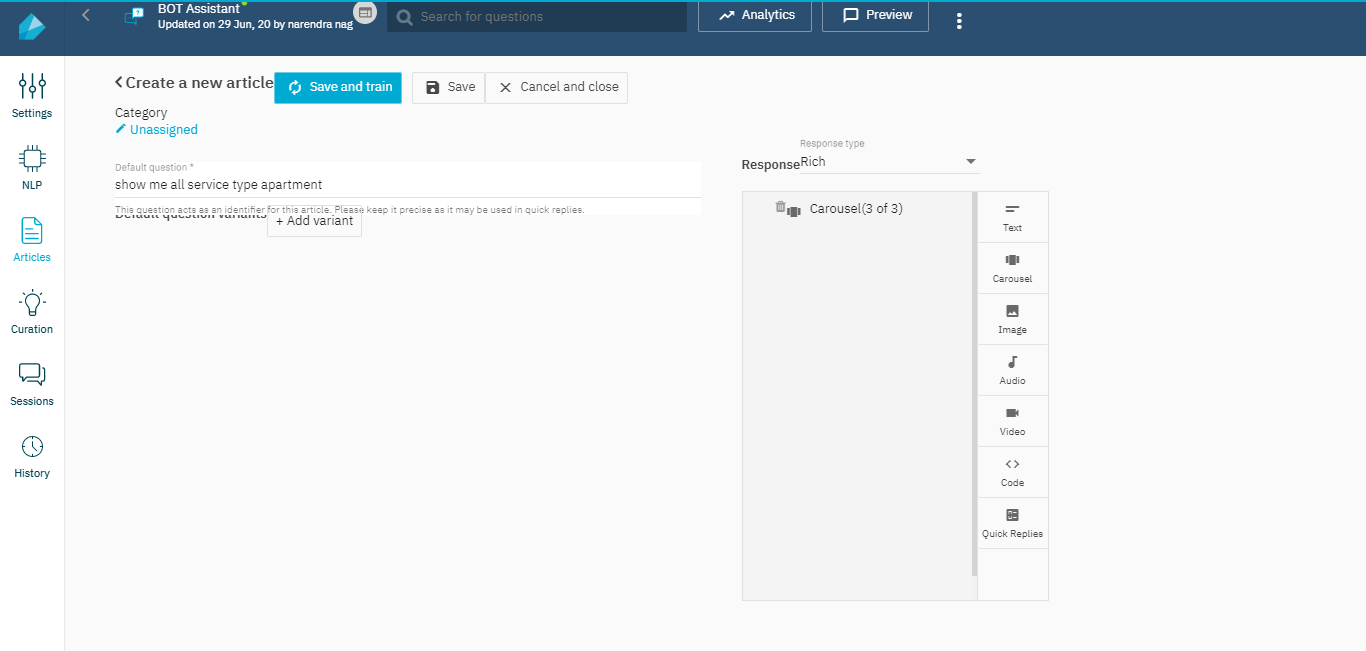 BOT Assistant
Updated on 29 Jun, 20 by narendra nag
Search for questions
Analytics
Preview
Settings
NLP
Articles
Curation
Sessions
History
Create a new article
Save and train
Save
Cancel and close
Category
Unassigned
Default question *
show me all service type apartment
This question acts as an identifier for this article. Please keep it precise as it may be used in quick replies.
Default question variants
+ Add variant
Response type
Response
Rich
Carousel(3 of 3)
Text
Carousel
Image
Audio
Video
Code
Quick Replies